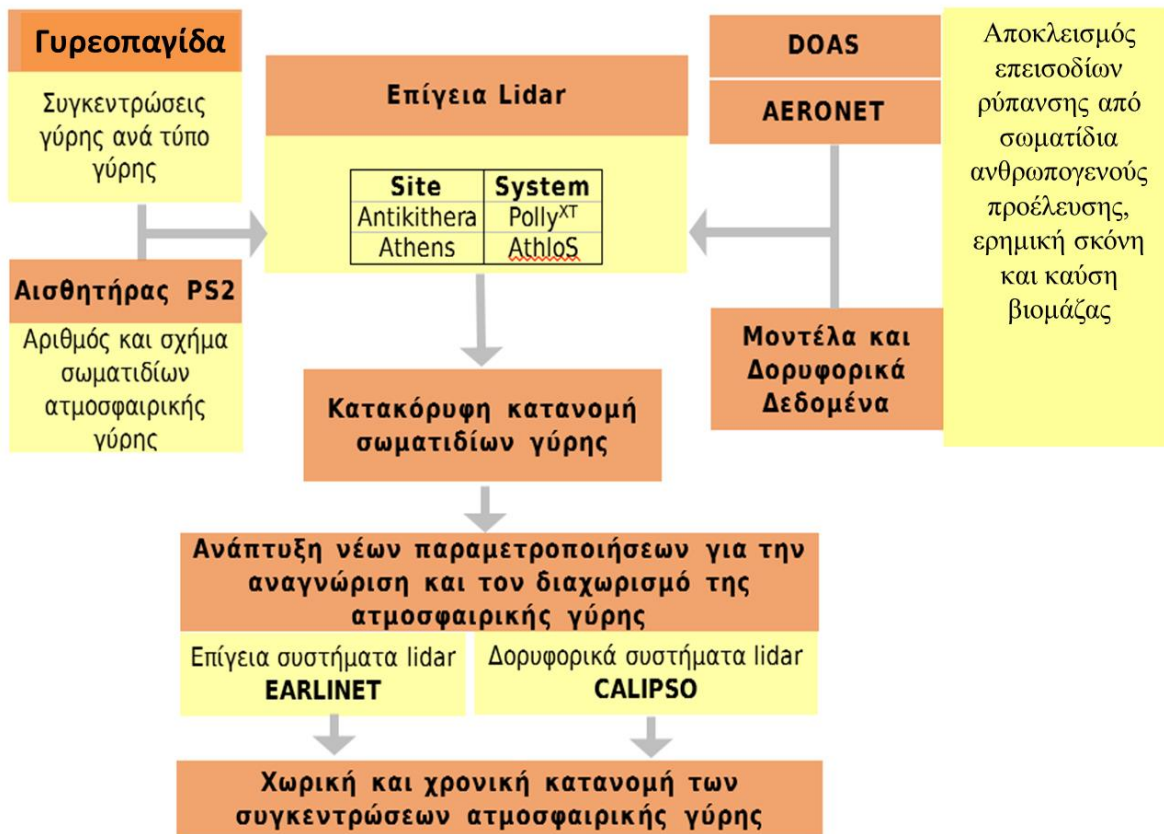 Γυρεοπαγίδα
Συγκεντρώσεις
γύρης ανά τύπο
γύρης
Αισθητήρας PS2
Αριθμός και σχήμα
σωματιδίων
ατμοσφαιρικής
γύρης
Επίγεια Lidar
Site System
Antikithera Polly^XT
Athens AthloS
DOAS
AERONET
Μοντέλα και
Δορυφορικά
Δεδομένα
Αποκλεισμός
επεισοδίων
ρύπανσης από
σωματίδια
ανθρωπογενούς
προέλευσης,
ερημική σκόνη
και καύση
βιομάζας
Κατακόρυφη κατανομή
σωματιδίων γύρης
Ανάπτυξη νέων παραμετροποιήσεων για την
αναγνώριση και τον διαχωρισμό της
ατμοσφαιρικής γύρης
Επίγεια συστήματα lidar
EARLINET
Δορυφορικά συστήματα lidar
CALIPSO
Χωρική και χρονική κατανομή των
συγκεντρώσεων ατμοσφαιρικής γύρης